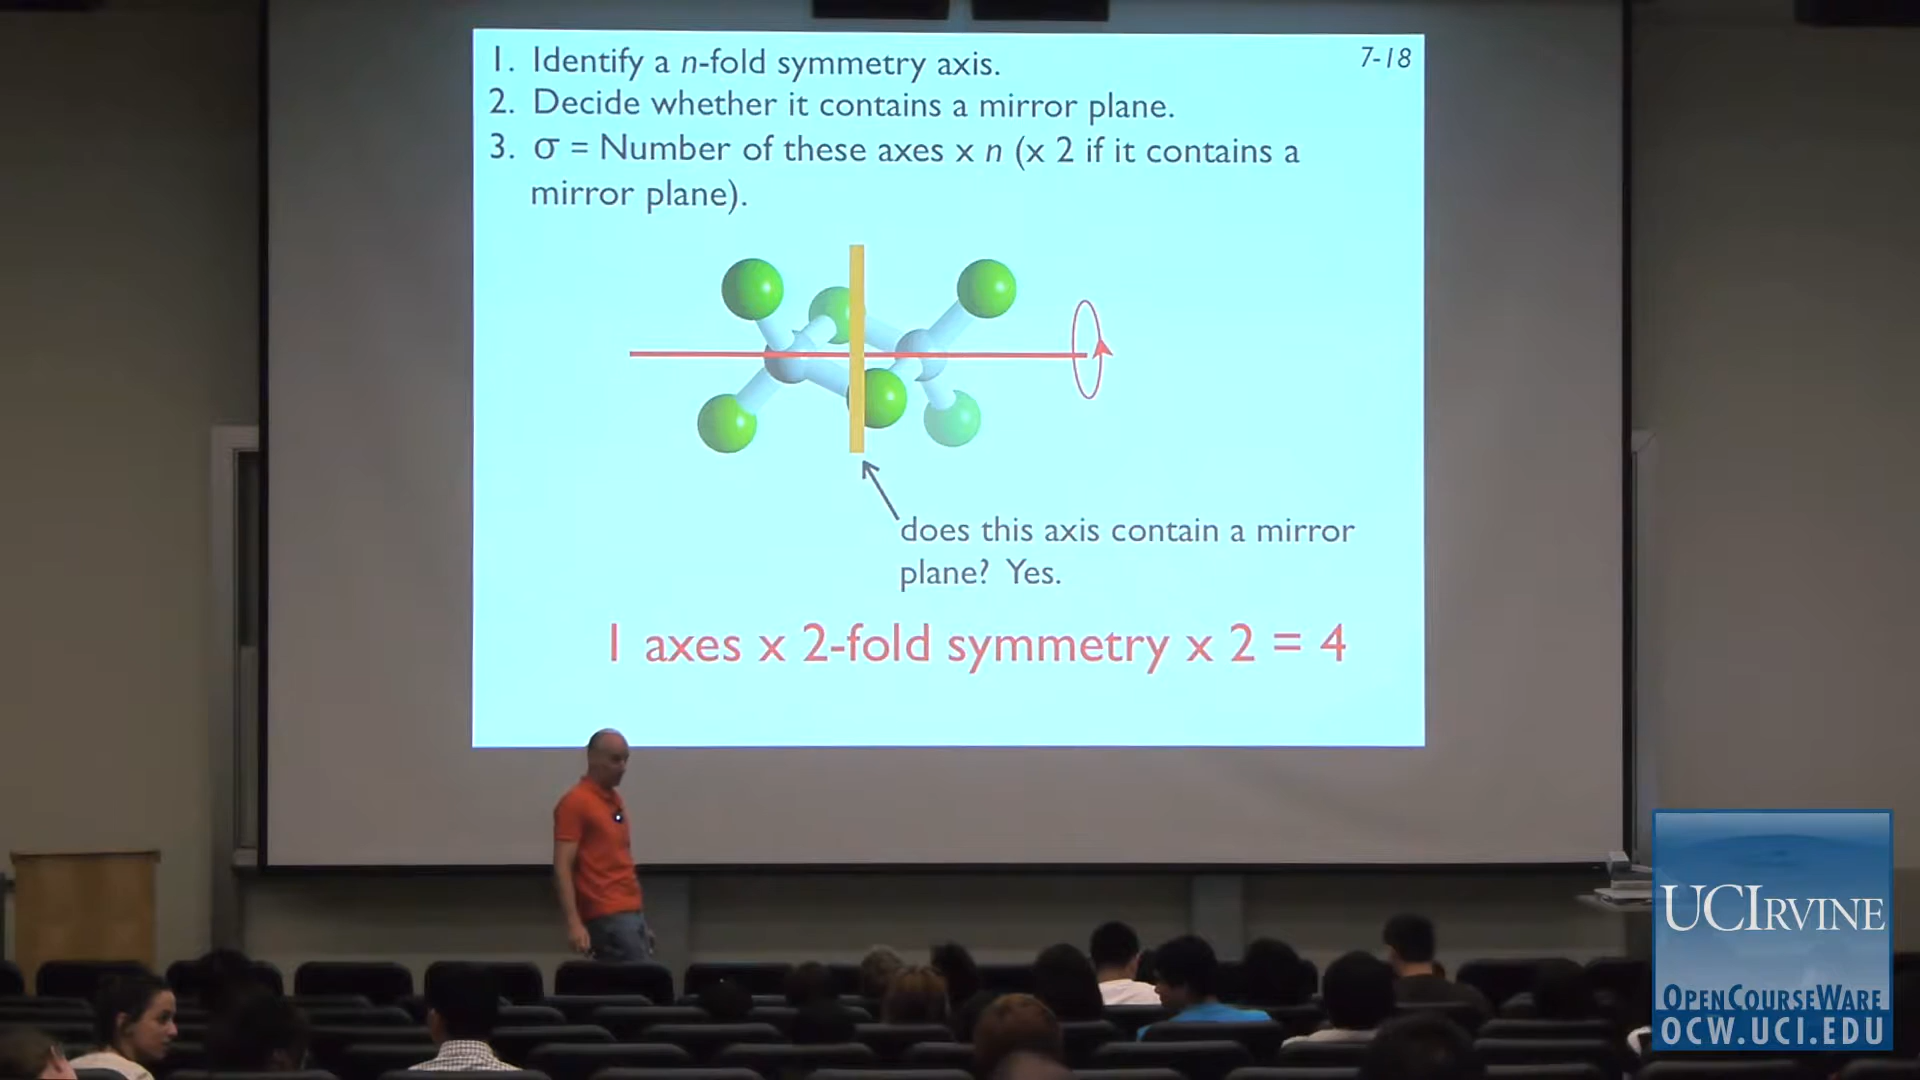 7-18
1. Identify a n-fold symmetry axis.
2. Decide whether it contains a mirror plane.
3. σ = Number of these axes x n (x 2 if it contains a
mirror plane).
does this axis contain a mirror
plane? Yes.
1 axes x 2-fold symmetry x 2 = 4
UCIRVINE
OPENCOURSEWARE
OCW.UCI.EDU